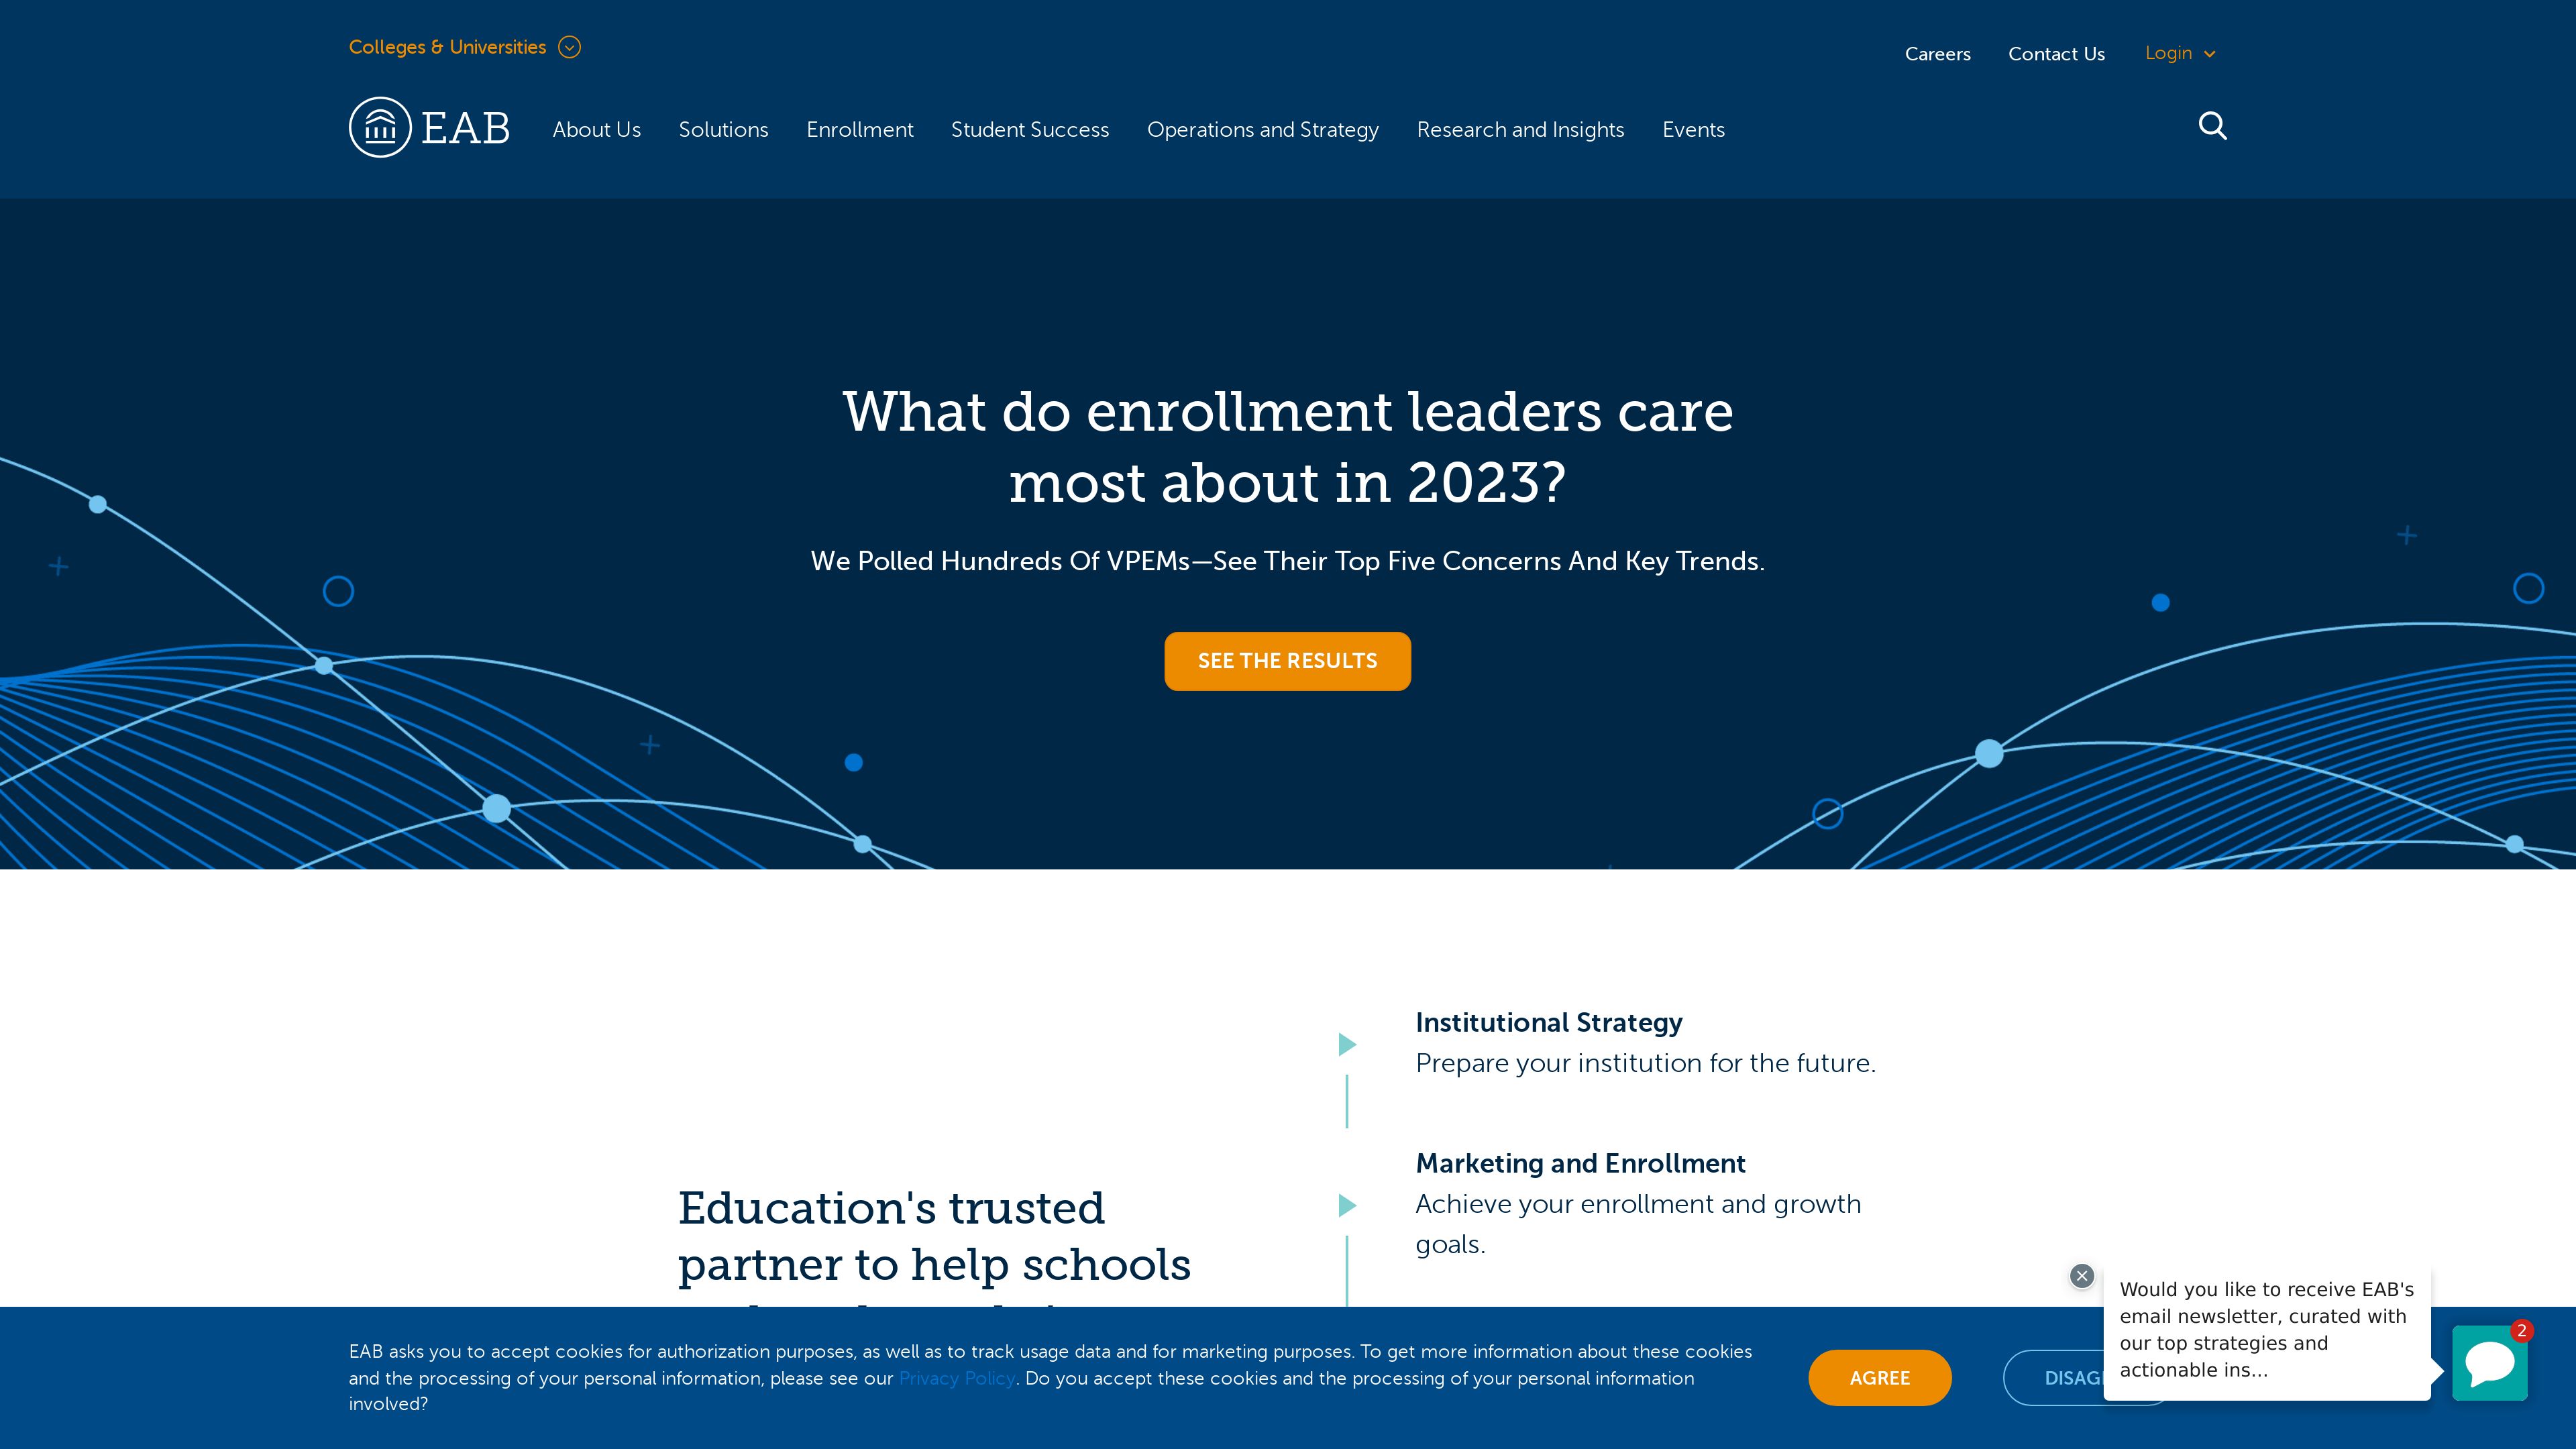 Colleges & Universities
Careers
Contact Us
Login
EAB
About Us
Solutions
Enrollment
Student Success
Operations and Strategy
Research and Insights
Events
What do enrollment leaders care
most about in 2023?
We Polled Hundreds Of VPEMs—See Their Top Five Concerns And Key Trends.
SEE THE RESULTS
Institutional Strategy
Prepare your institution for the future.
Marketing and Enrollment
Achieve your enrollment and growth
goals.
Education's trusted
partner to help schools
EAB asks you to accept cookies for authorization purposes, as well as to track usage data and for marketing purposes. To get more information about these cookies
and the processing of your personal information, please see our Privacy Policy. Do you accept these cookies and the processing of your personal information
involved?
AGREE
Would you like to receive EAB's
email newsletter, curated with
our top strategies and
actionable ins...
2